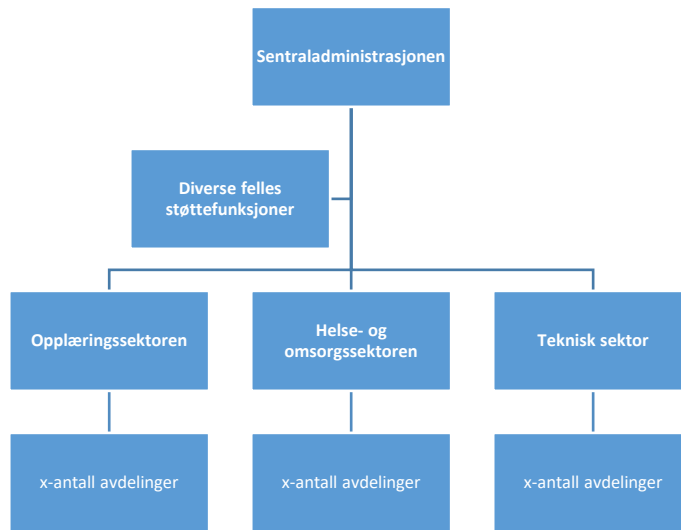 Sentraladministrasjonen
Diverse felles
støttefunksjoner
Opplæringssektoren
Helse- og
omsorgssektoren
Teknisk sektor
x-antall avdelinger
x-antall avdelinger
x-antall avdelinger